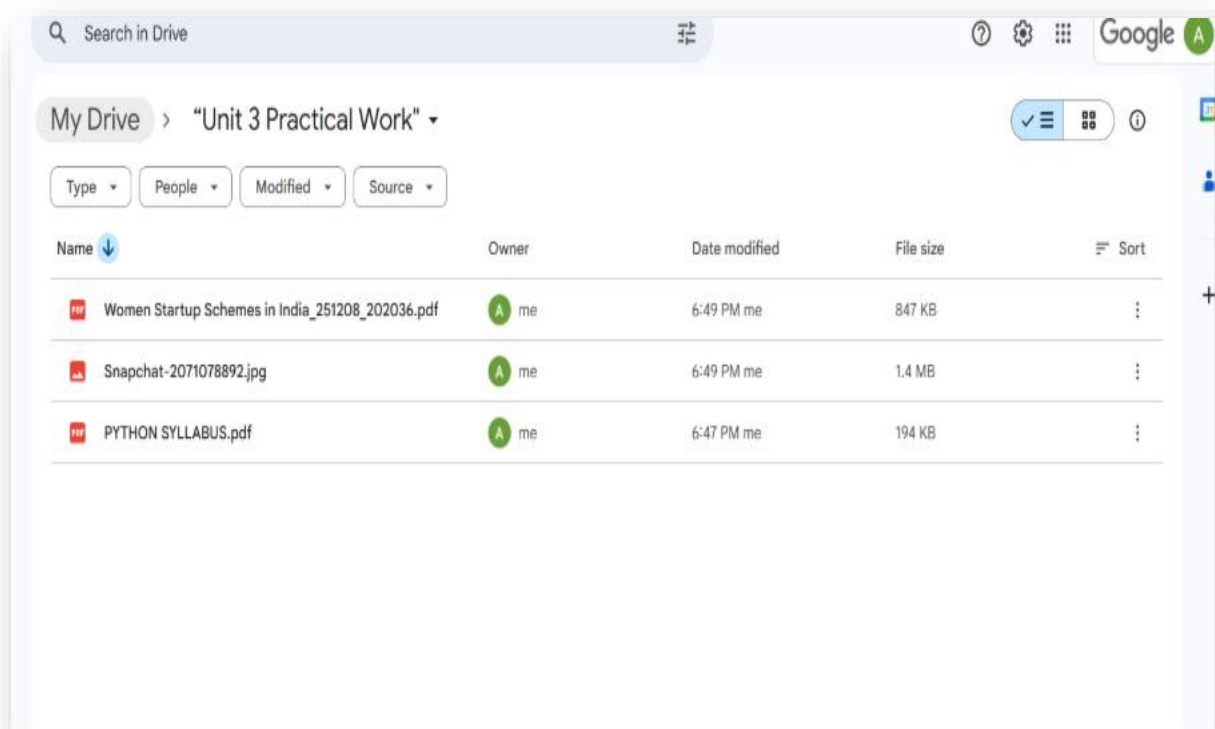 Search in Drive
Google A
My Drive > “Unit 3 Practical Work"
Type People Modified Source
Name Owner Date modified File size Sort
PDF Women Startup Schemes in India_251208_202036.pdf A me 6:49 PM me 847 KB
Snapchat-2071078892.jpg A me 6:49 PM me 1.4 MB
PDF PYTHON SYLLABUS.pdf A me 6:47 PM me 194 KB